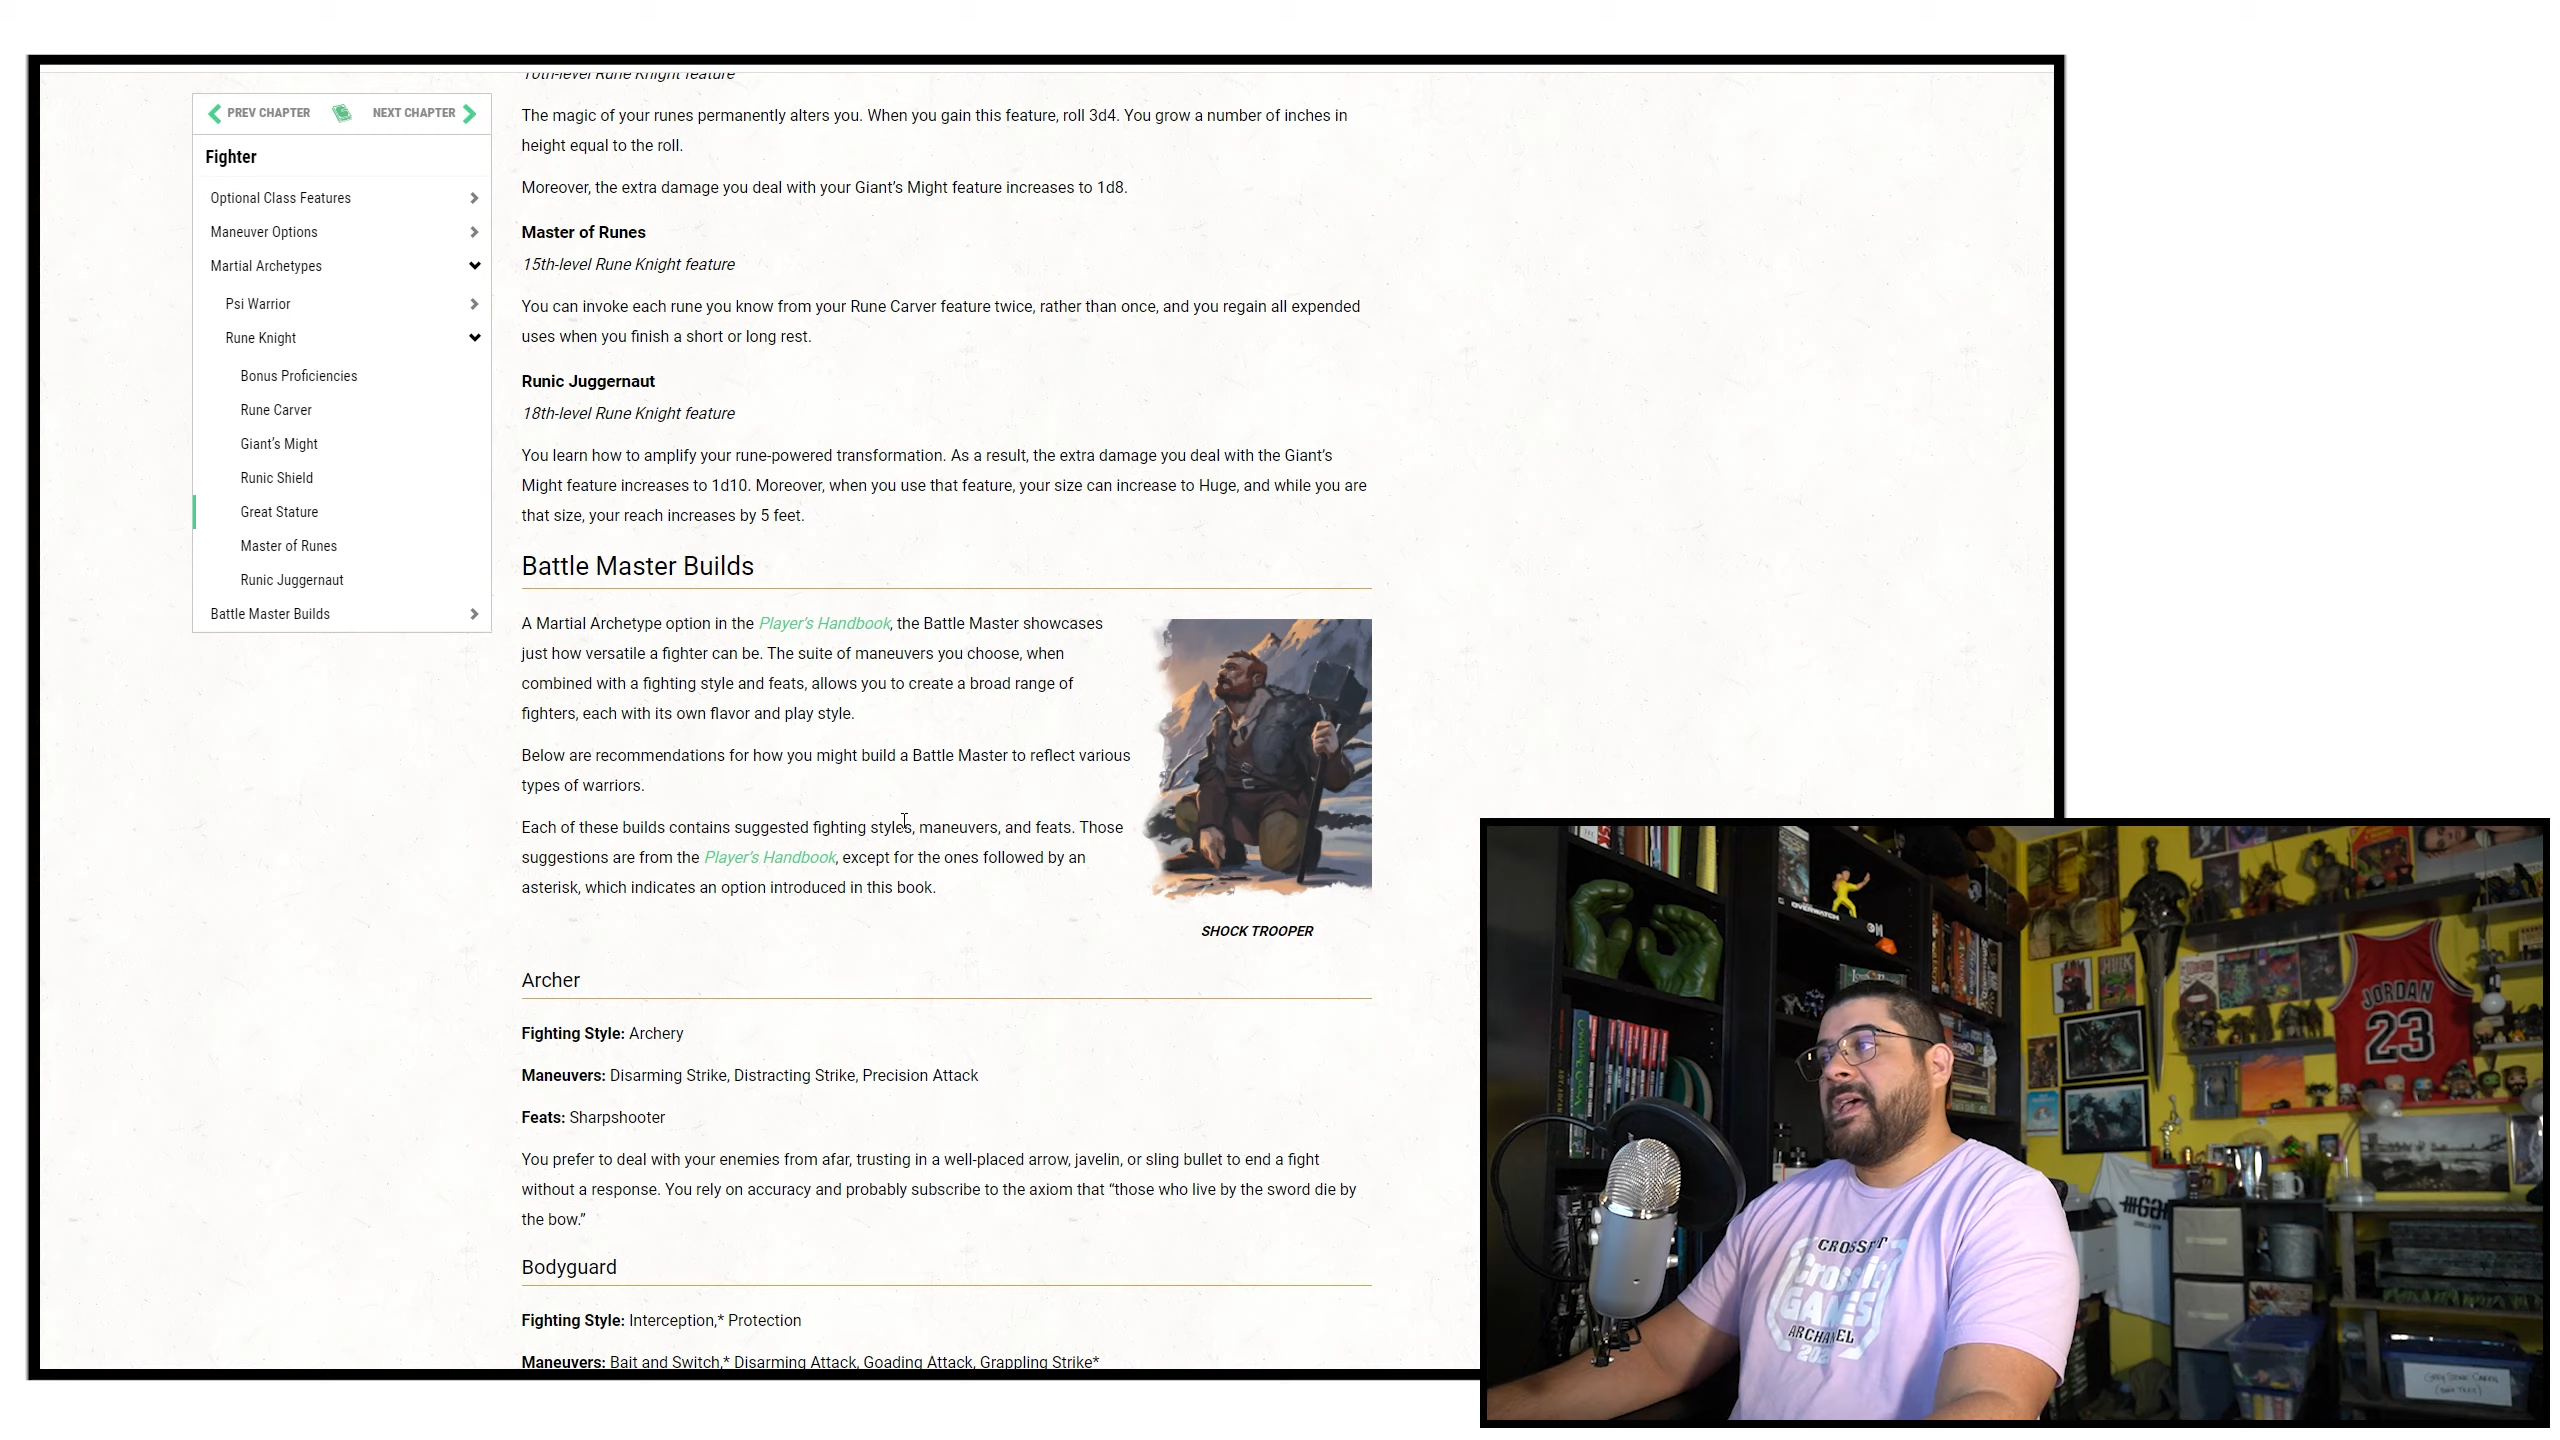 PREV CHAPTER
NEXT CHAPTER
Fighter
Optional Class Features
Maneuver Options
Martial Archetypes
Psi Warrior
Rune Knight
Bonus Proficiencies
Rune Carver
Giant’s Might
Runic Shield
Great Stature
Master of Runes
Runic Juggernaut
Battle Master Builds
10th-level Rune Knight feature
The magic of your runes permanently alters you. When you gain this feature, roll 3d4. You grow a number of inches in
height equal to the roll.
Moreover, the extra damage you deal with your Giant’s Might feature increases to 1d8.
Master of Runes
15th-level Rune Knight feature
You can invoke each rune you know from your Rune Carver feature twice, rather than once, and you regain all expended
uses when you finish a short or long rest.
Runic Juggernaut
18th-level Rune Knight feature
You learn how to amplify your rune-powered transformation. As a result, the extra damage you deal with the Giant’s
Might feature increases to 1d10. Moreover, when you use that feature, your size can increase to Huge, and while you are
that size, your reach increases by 5 feet.
Battle Master Builds
A Martial Archetype option in the Player’s Handbook, the Battle Master showcases
just how versatile a fighter can be. The suite of maneuvers you choose, when
combined with a fighting style and feats, allows you to create a broad range of
fighters, each with its own flavor and play style.
Below are recommendations for how you might build a Battle Master to reflect various
types of warriors.
Each of these builds contains suggested fighting styles, maneuvers, and feats. Those
suggestions are from the Player’s Handbook, except for the ones followed by an
asterisk, which indicates an option introduced in this book.
SHOCK TROOPER
Archer
Fighting Style: Archery
Maneuvers: Disarming Strike, Distracting Strike, Precision Attack
Feats: Sharpshooter
You prefer to deal with your enemies from afar, trusting in a well-placed arrow, javelin, or sling bullet to end a fight
without a response. You rely on accuracy and probably subscribe to the axiom that “those who live by the sword die by
the bow.”
Bodyguard
Fighting Style: Interception,* Protection
Maneuvers: Bait and Switch,* Disarming Attack, Goading Attack, Grappling Strike*
OVERWATCH
HULK
JORDAN
23
CROSSFIT
CrossFit
GAMES
ARCHANGEL